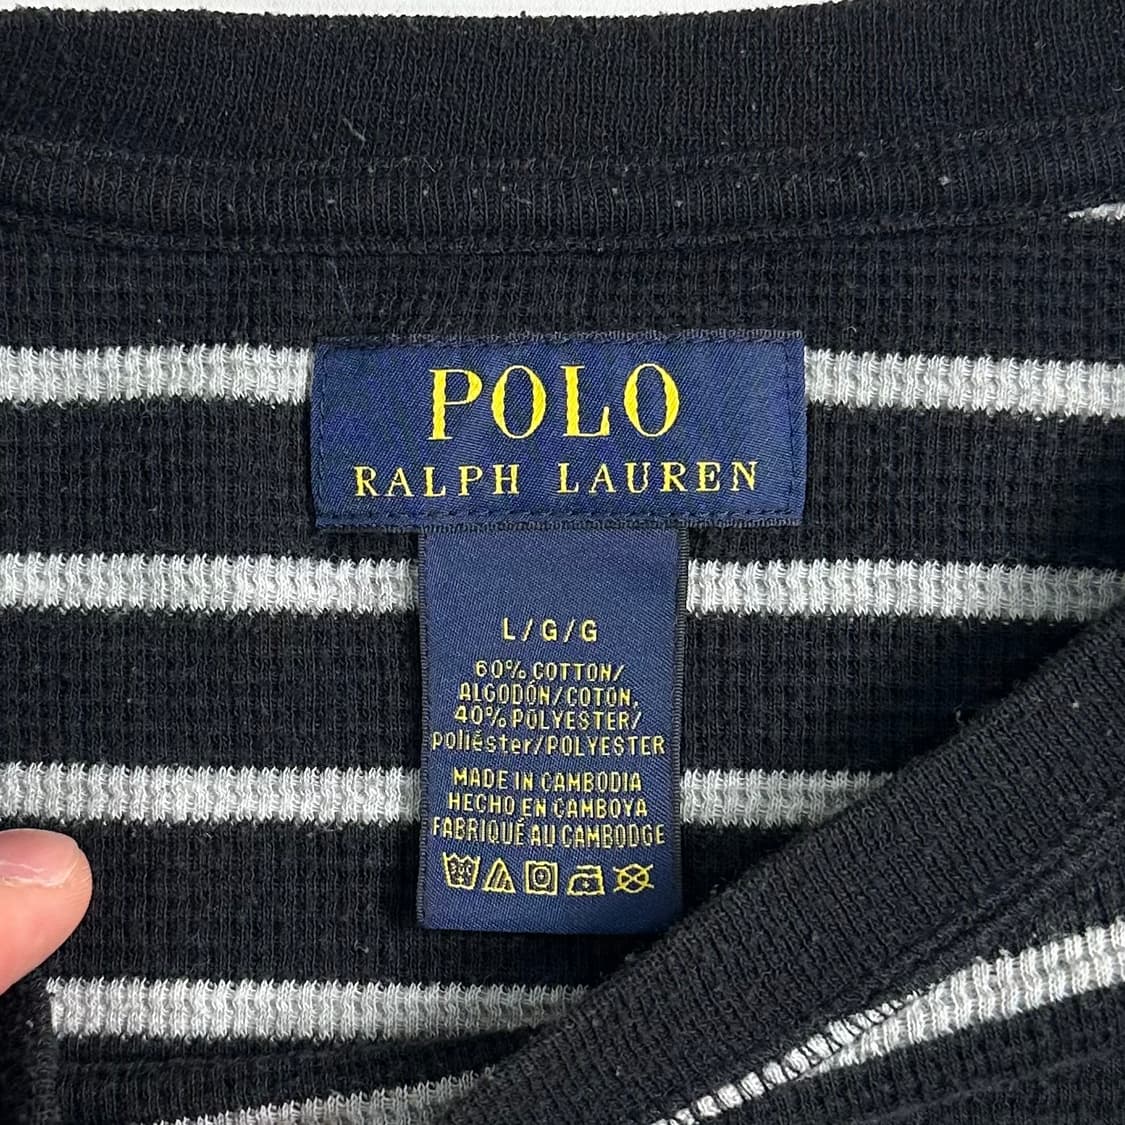 POLO
RALPH LAUREN
L/G/G
60% COTTON/
ALGODÓN/COTON,
40% POLYESTER/
poliéster/POLYESTER
MADE IN CAMBODIA
HECHO EN CAMBOYA
FABRIQUÉ AU CAMBODGE